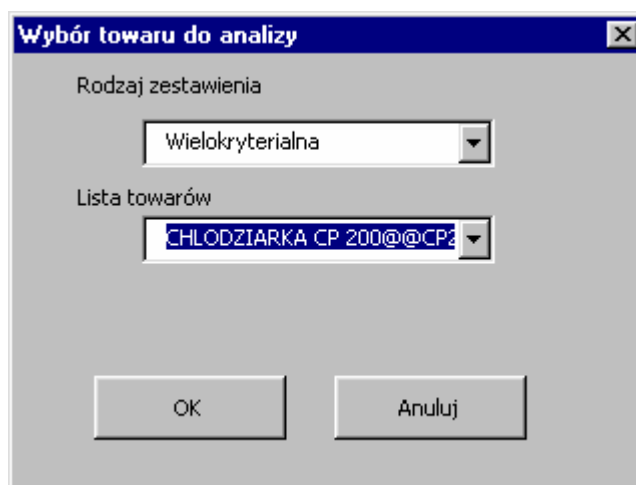 Wybór towaru do analizy
Rodzaj zestawienia
Wielokryterialna
Lista towarów
CHLODZIARKA CP 200@@CP2
OK
Anuluj